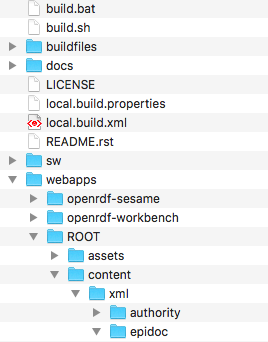 build.bat
build.sh
buildfiles
docs
LICENSE
local.build.properties
local.build.xml
README.rst
sw
webapps
openrdf-sesame
openrdf-workbench
ROOT
assets
content
xml
authority
epidoc